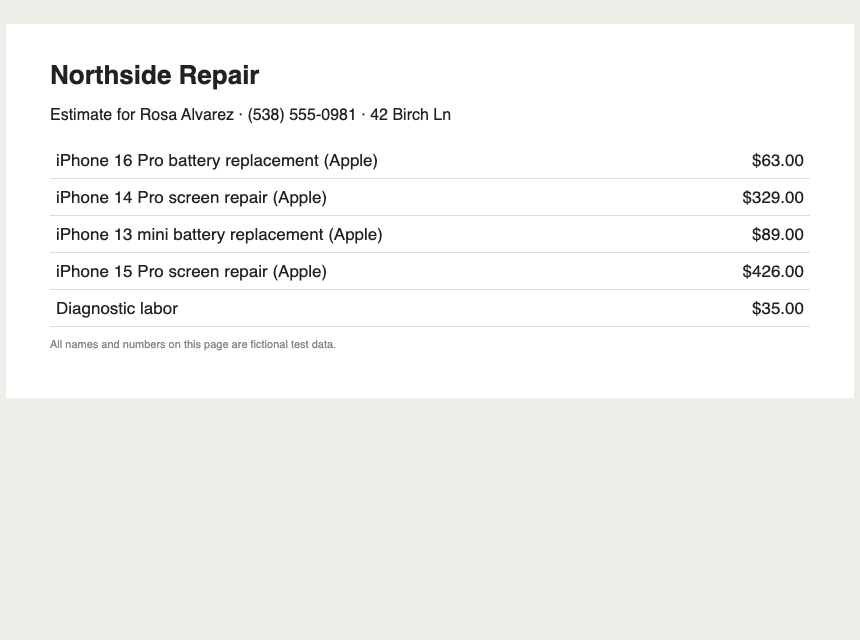 Northside Repair
Estimate for Rosa Alvarez · (538) 555-0981 · 42 Birch Ln
iPhone 16 Pro battery replacement (Apple) $63.00
iPhone 14 Pro screen repair (Apple) $329.00
iPhone 13 mini battery replacement (Apple) $89.00
iPhone 15 Pro screen repair (Apple) $426.00
Diagnostic labor $35.00
All names and numbers on this page are fictional test data.